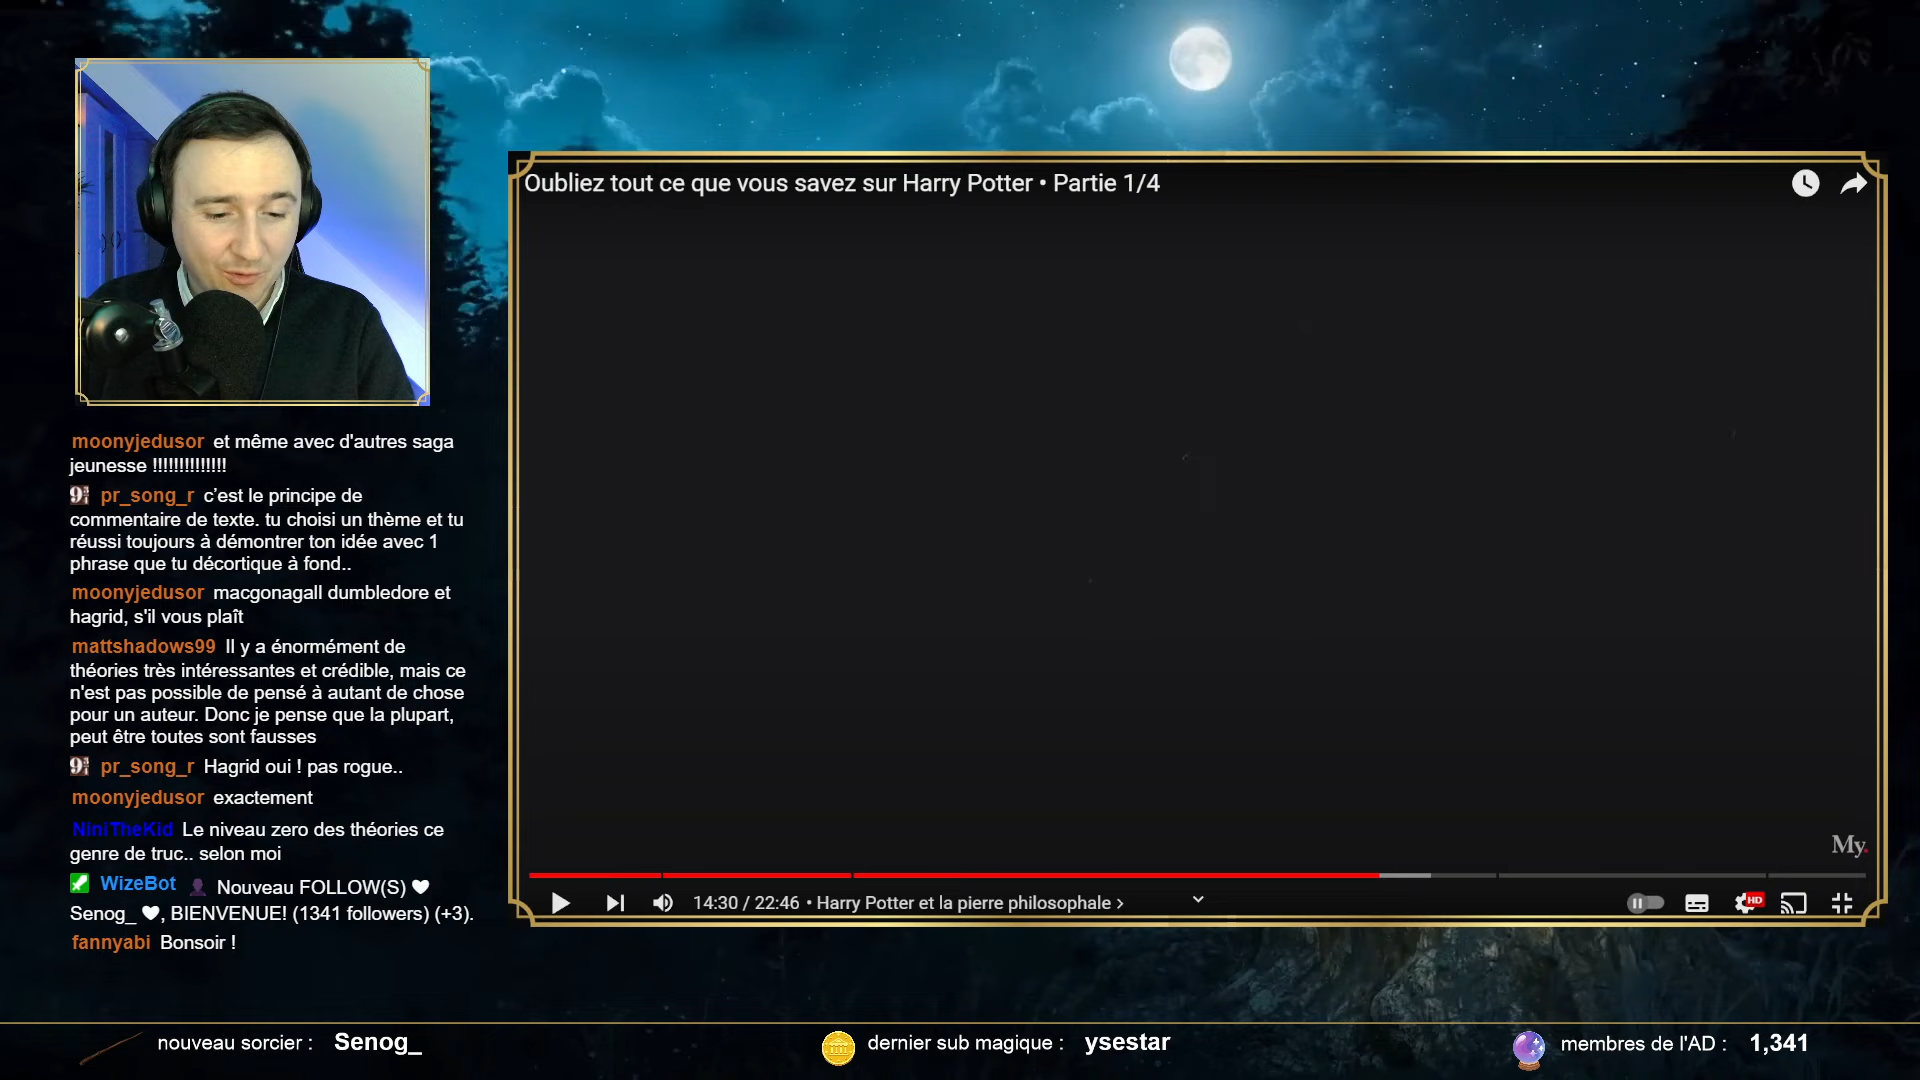 Oubliez tout ce que vous savez sur Harry Potter • Partie 1/4
moonyjedusor et même avec d'autres saga
jeunesse !!!!!!!!!!!!!!
pr_song_r c'est le principe de
commentaire de texte. tu choisi un thème et tu
réussi toujours à démontrer ton idée avec 1
phrase que tu décortique à fond..
moonyjedusor macgonagall dumbledore et
hagrid, s'il vous plaît
mattshadows99 Il y a énormément de
théories très intéressantes et crédible, mais ce
n'est pas possible de pensé à autant de chose
pour un auteur. Donc je pense que la plupart,
peut être toutes sont fausses
pr_song_r Hagrid oui ! pas rogue..
moonyjedusor exactement
NiniTheKid Le niveau zero des théories ce
genre de truc.. selon moi
WizeBot Nouveau FOLLOW(S)
Senog_ , BIENVENUE! (1341 followers) (+3).
fannyabi Bonsoir !
My.
14:30 / 22:46 • Harry Potter et la pierre philosophale
HD
nouveau sorcier : Senog_
dernier sub magique : ysestar
membres de l'AD : 1,341